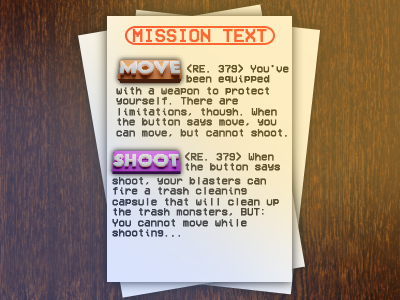 MISSION TEXT
MOVE <RE. 379> You've
been equipped
with a weapon to protect
yourself. There are
limitations, though. When
the button says move, you
can move, but cannot shoot.
SHOOT <RE. 379> When
the button says
shoot, your blasters can
fire a trash cleaning
capsule that will clean up
the trash monsters, BUT:
You cannot move while
shooting...